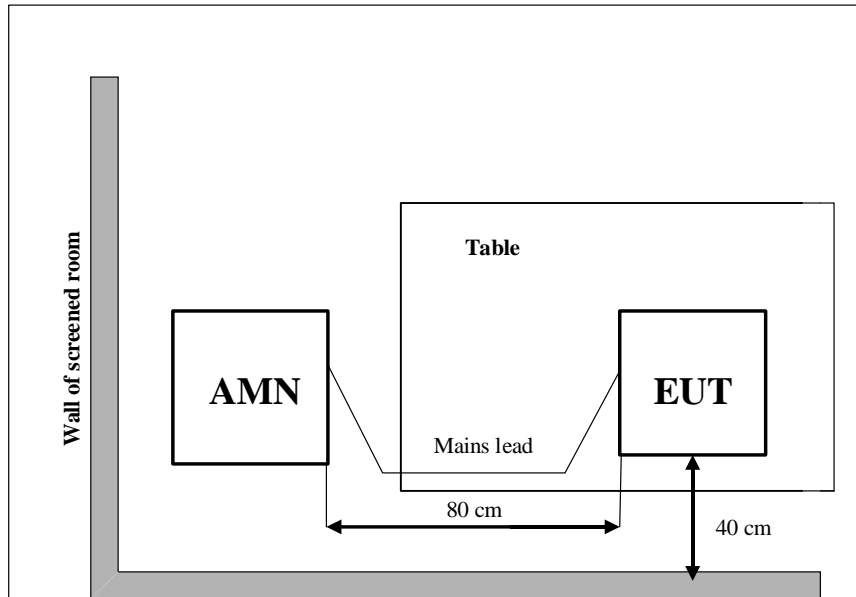 Wall of screened room
Table
AMN
EUT
Mains lead
80 cm
40 cm